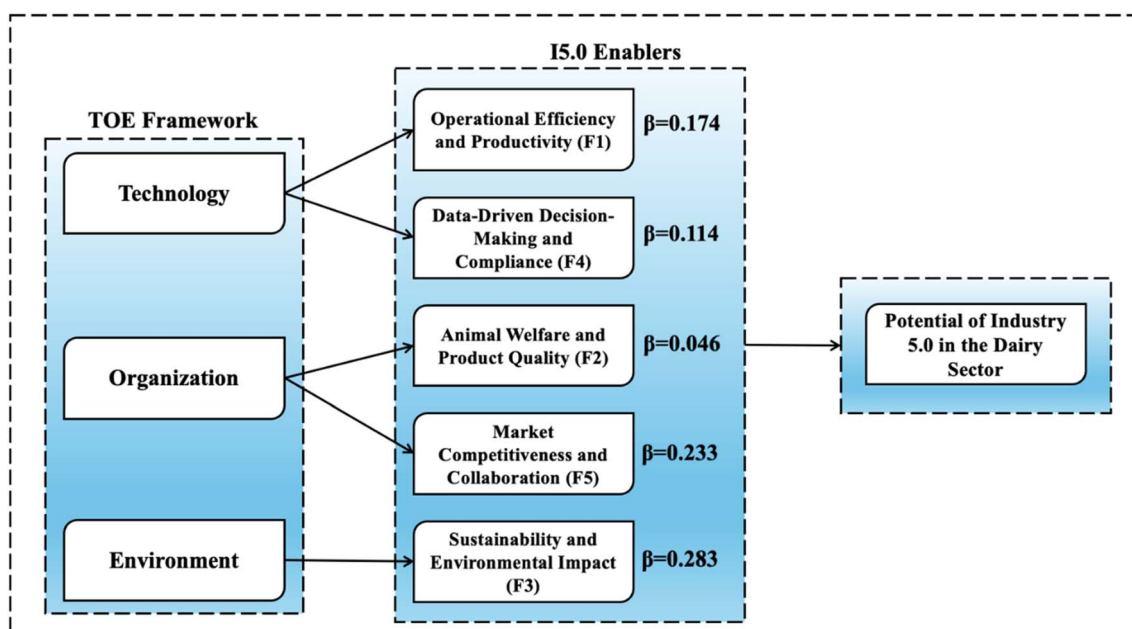 I5.0 Enablers
TOE Framework
Technology
Organization
Environment
Operational Efficiency
and Productivity (F1)
β=0.174
Data-Driven Decision-
Making and
Compliance (F4)
β=0.114
Animal Welfare and
Product Quality (F2)
β=0.046
Market
Competitiveness and
Collaboration (F5)
β=0.233
Sustainability and
Environmental Impact
(F3)
β=0.283
Potential of Industry
5.0 in the Dairy
Sector